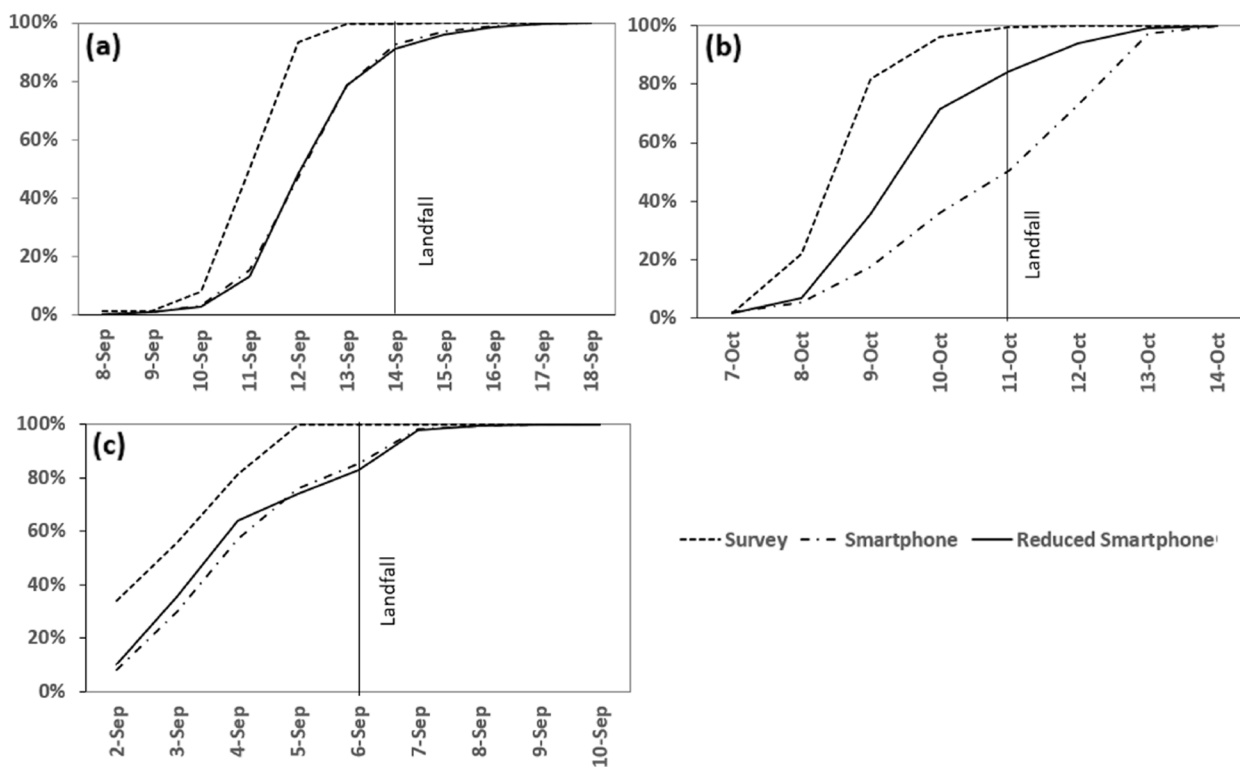 (a)
100%
80%
60%
40%
20%
0%
Landfall
8-Sep
9-Sep
10-Sep
11-Sep
12-Sep
13-Sep
14-Sep
15-Sep
16-Sep
17-Sep
18-Sep
(b)
100%
80%
60%
40%
20%
0%
Landfall
7-Oct
8-Oct
9-Oct
10-Oct
11-Oct
12-Oct
13-Oct
14-Oct
(c)
100%
80%
60%
40%
20%
0%
Landfall
2-Sep
3-Sep
4-Sep
5-Sep
6-Sep
7-Sep
8-Sep
9-Sep
10-Sep
Survey Smartphone Reduced Smartphone